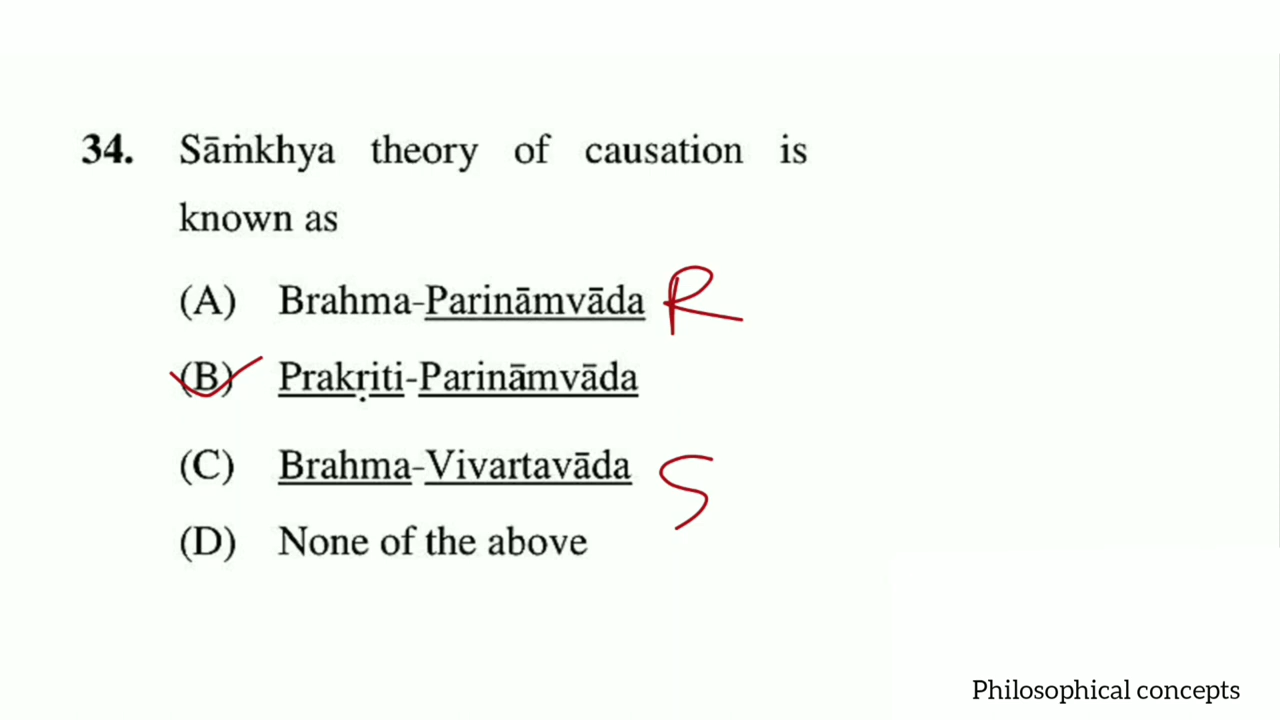 34. Sāṁkhya theory of causation is
known as
(A) Brahma-Parināmvāda R
(B) Prakṛiti-Parināmvāda
(C) Brahma-Vivartavāda S
(D) None of the above
Philosophical concepts